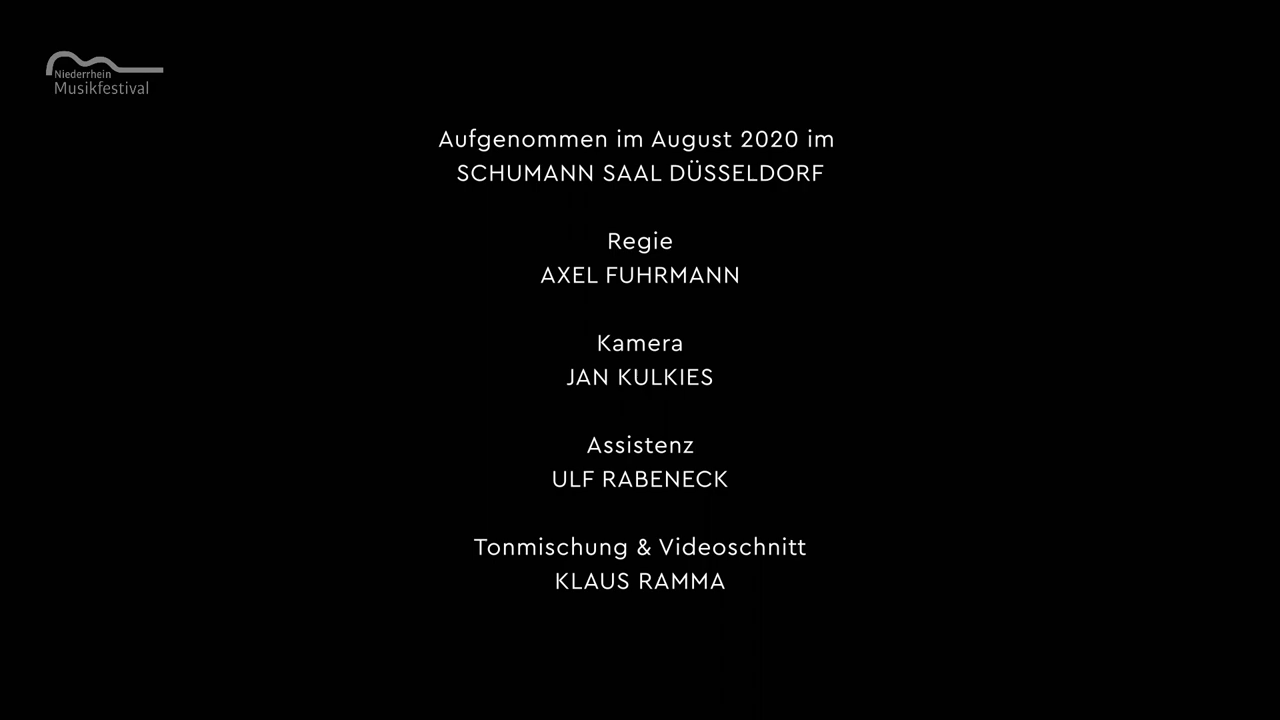 Niederrhein
Musikfestival
Aufgenommen im August 2020 im
SCHUMANN SAAL DÜSSELDORF
Regie
AXEL FUHRMANN
Kamera
JAN KULKIES
Assistenz
ULF RABENECK
Tonmischung & Videoschnitt
KLAUS RAMMA